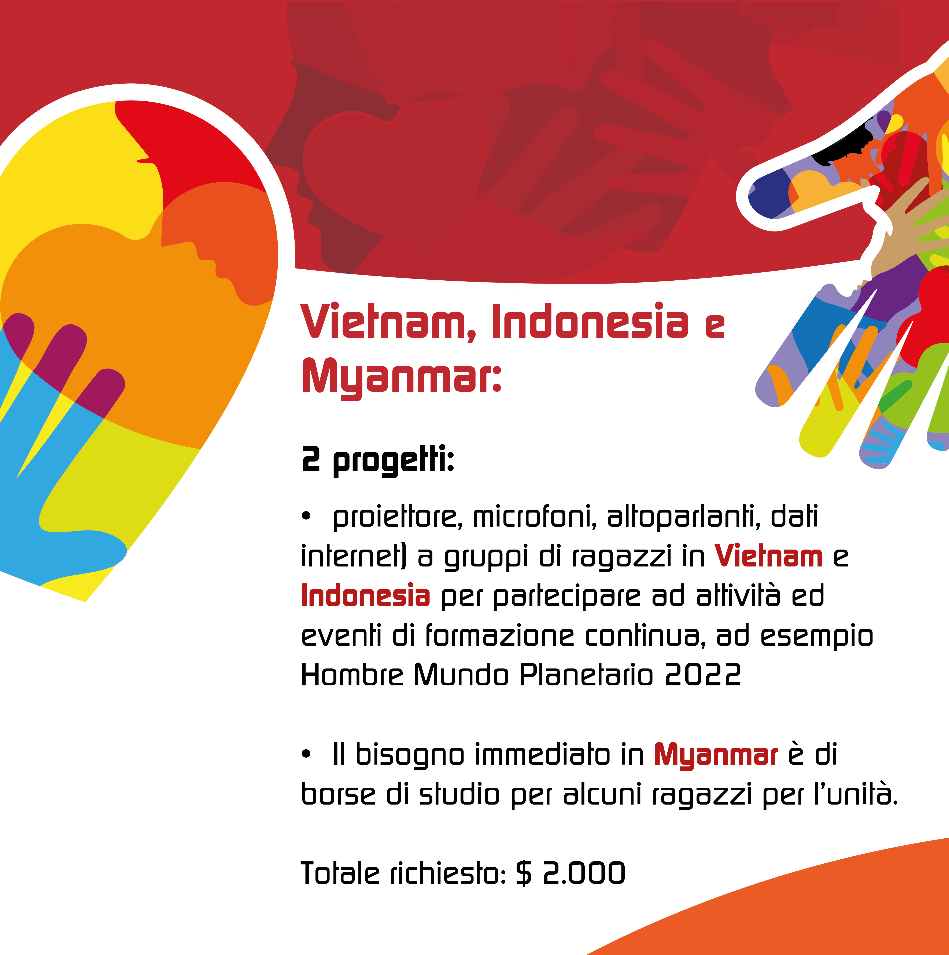 Vietnam, Indonesia e
Myanmar:
2 progetti:
• proiettore, microfoni, altoparlanti, dati
internet) a gruppi di ragazzi in Vietnam e
Indonesia per partecipare ad attività ed
eventi di formazione continua, ad esempio
Hombre Mundo Planetario 2022
• Il bisogno immediato in Myanmar è di
borse di studio per alcuni ragazzi per l'unità.
Totale richiesto: $ 2.000